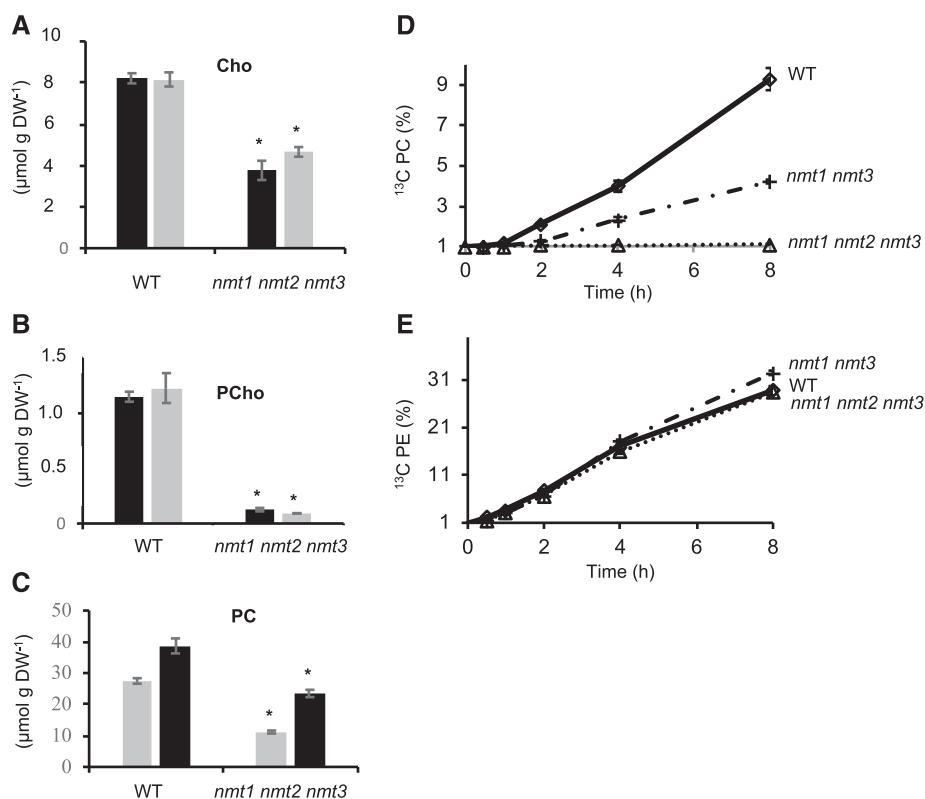 A
Cho
(µmol g DW-1)
10
8
6
4
2
0
* *
WT nmt1 nmt2 nmt3
B
PCho
(µmol g DW-1)
1.5
1.0
0.5
0
* *
WT nmt1 nmt2 nmt3
C
PC
(µmol g DW-1)
50
40
30
20
10
0
* *
WT nmt1 nmt2 nmt3
D
13C PC (%)
9
7
5
3
1
WT
nmt1 nmt3
nmt1 nmt2 nmt3
0 2 4 6 8
Time (h)
E
13C PE (%)
31
21
11
1
nmt1 nmt3
WT
nmt1 nmt2 nmt3
0 2 4 6 8
Time (h)